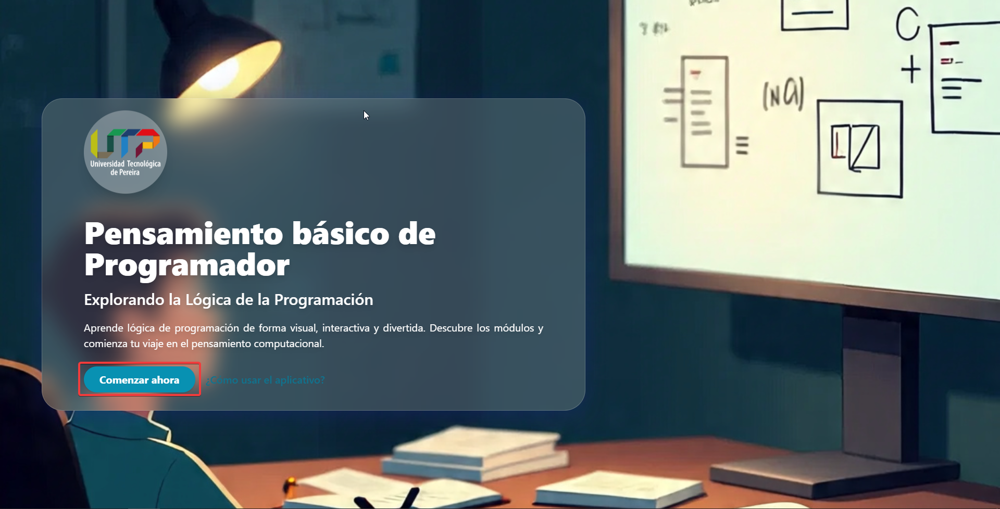 UTP
Universidad Tecnológica
de Pereira
Pensamiento básico de
Programador
Explorando la Lógica de la Programación
Aprende lógica de programación de forma visual, interactiva y divertida. Descubre los módulos y
comienza tu viaje en el pensamiento computacional.
Comenzar ahora
¿Cómo usar el aplicativo?